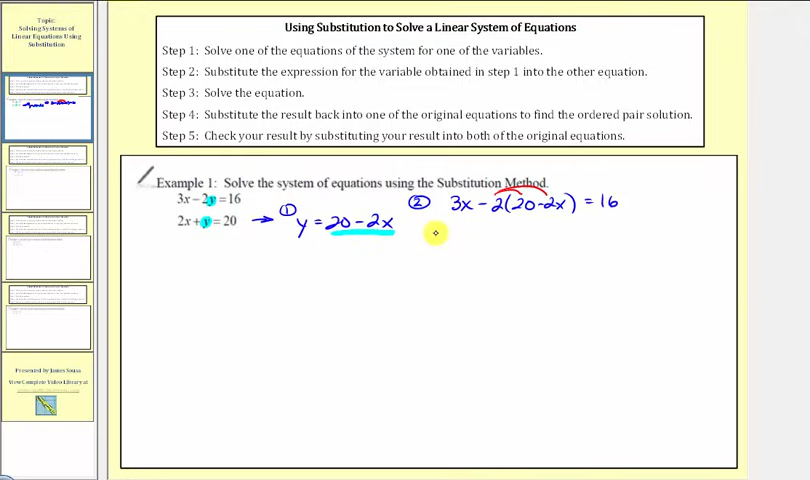 Topic:
Solving Systems of
Linear Equations Using
Substitution
Presented by James Sousa
View Complete Video Library at
Using Substitution to Solve a Linear System of Equations
Step 1: Solve one of the equations of the system for one of the variables.
Step 2: Substitute the expression for the variable obtained in step 1 into the other equation.
Step 3: Solve the equation.
Step 4: Substitute the result back into one of the original equations to find the ordered pair solution.
Step 5: Check your result by substituting your result into both of the original equations.
Example 1: Solve the system of equations using the Substitution Method.
3x − 2y = 16
2x + y = 20 → ① y = 20 − 2x
② 3x − 2(20−2x) = 16